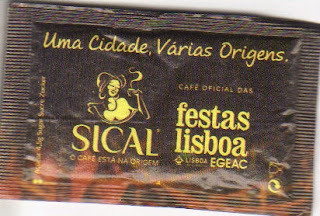 Uma Cidade, Várias Origens.
SICAL
O CAFÉ ESTÁ NA ORIGEM
CAFÉ OFICIAL DAS
festas
lisboa
LISBOA EGEAC